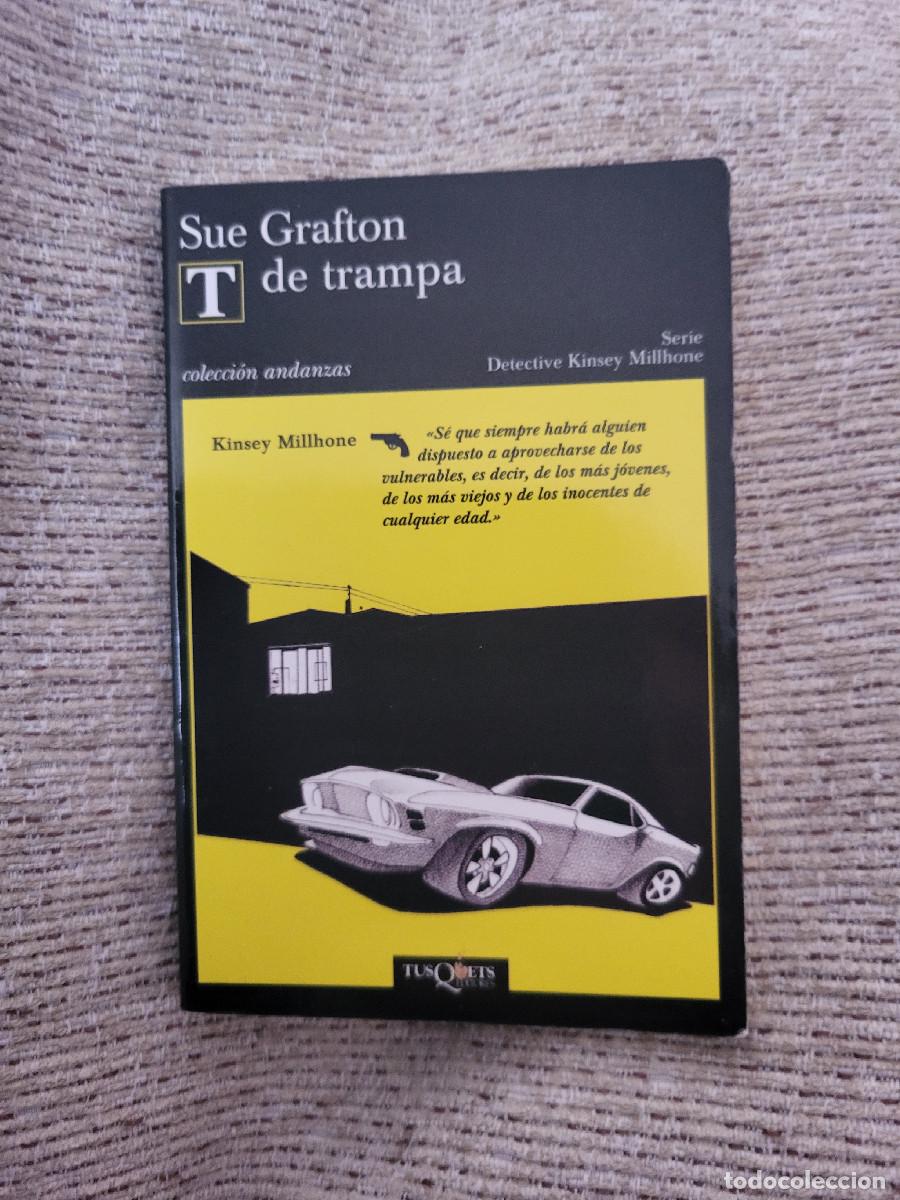 Sue Grafton
T de trampa
Serie
Detective Kinsey Millhone
colección andanzas
Kinsey Millhone
«Sé que siempre habrá alguien
dispuesto a aprovecharse de los
vulnerables, es decir, de los más jóvenes,
de los más viejos y de los inocentes de
cualquier edad.»
TUSQUETS
todocoleccion